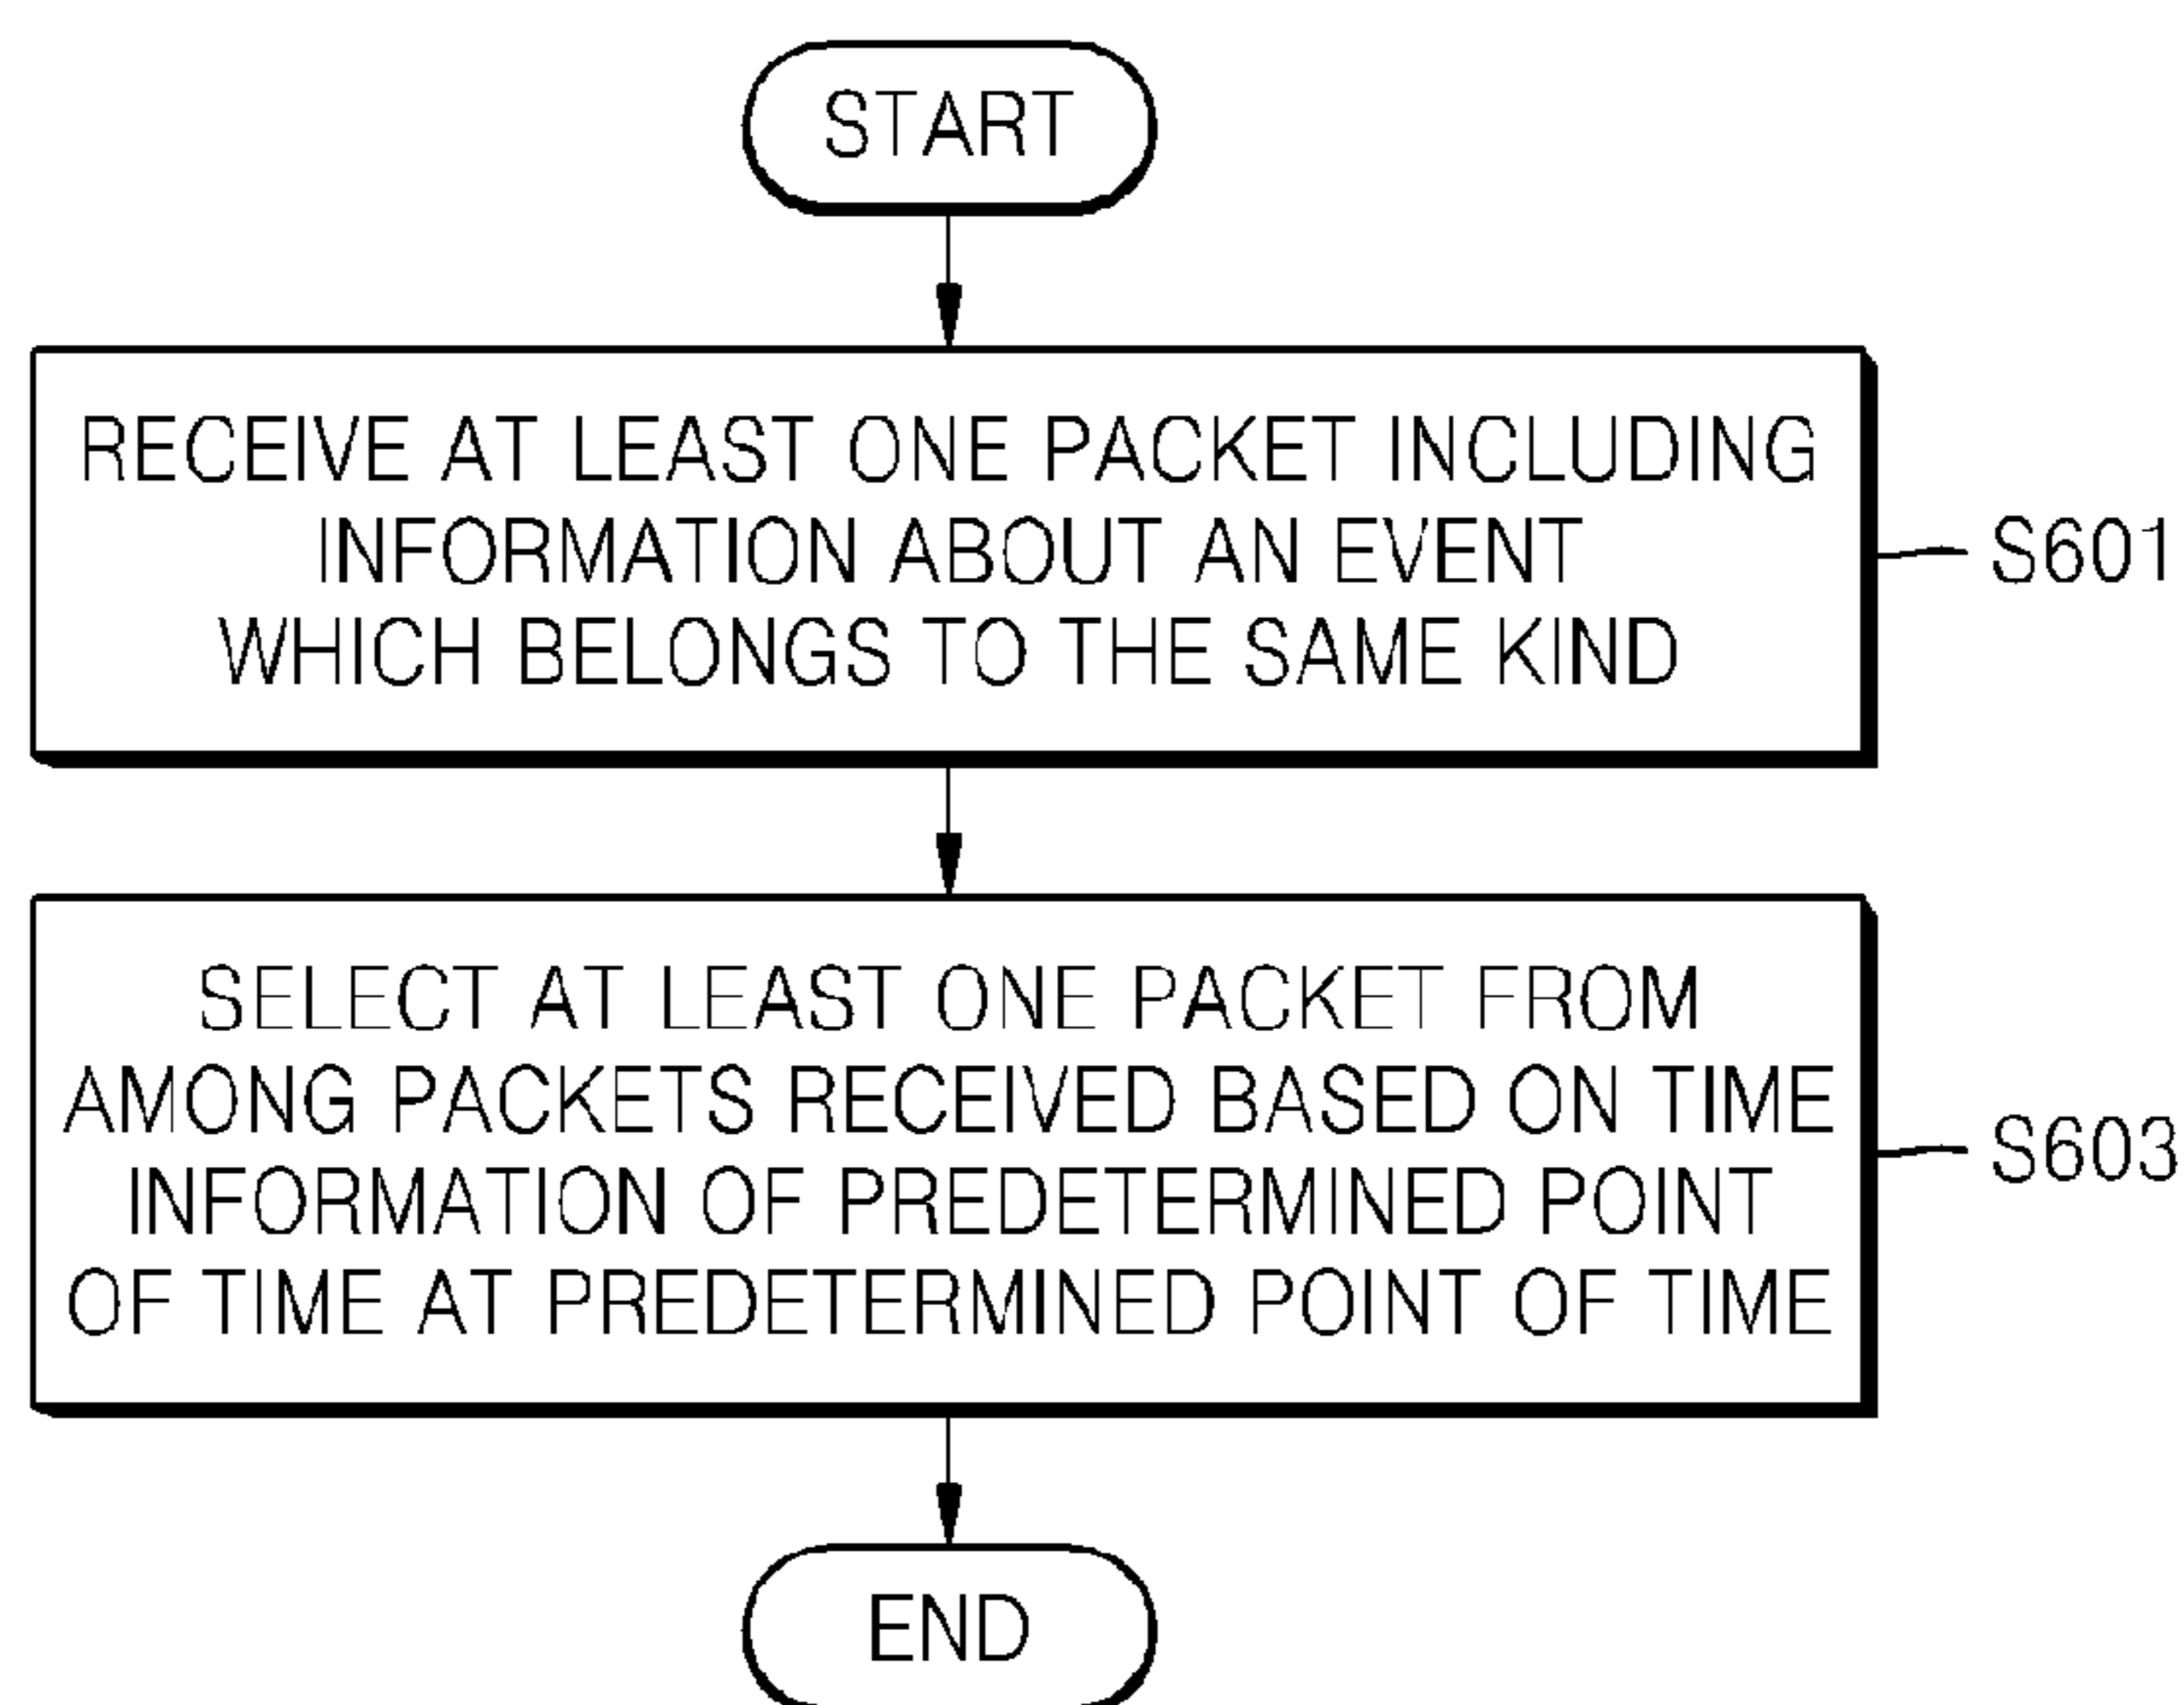 START
RECEIVE AT LEAST ONE PACKET INCLUDING
INFORMATION ABOUT AN EVENT
WHICH BELONGS TO THE SAME KIND
S601
SELECT AT LEAST ONE PACKET FROM
AMONG PACKETS RECEIVED BASED ON TIME
INFORMATION OF PREDETERMINED POINT
OF TIME AT PREDETERMINED POINT OF TIME
S603
END